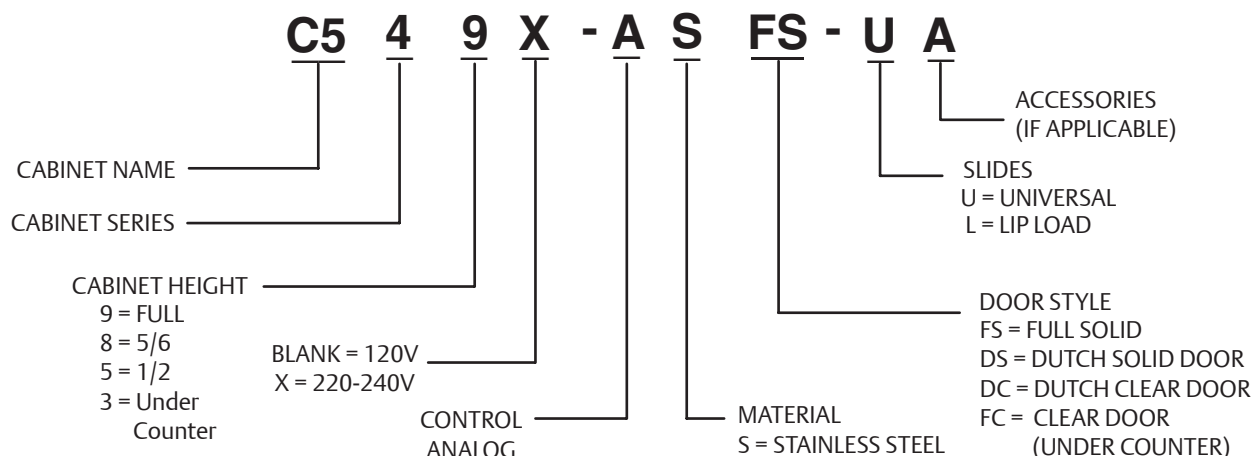 C5 4 9 X - A S FS - U A
ACCESSORIES
(IF APPLICABLE)
CABINET NAME
SLIDES
U = UNIVERSAL
L = LIP LOAD
CABINET SERIES
CABINET HEIGHT
9 = FULL
8 = 5/6
5 = 1/2
3 = Under
Counter
BLANK = 120V
X = 220-240V
CONTROL
ANALOG
MATERIAL
S = STAINLESS STEEL
DOOR STYLE
FS = FULL SOLID
DS = DUTCH SOLID DOOR
DC = DUTCH CLEAR DOOR
FC = CLEAR DOOR
(UNDER COUNTER)